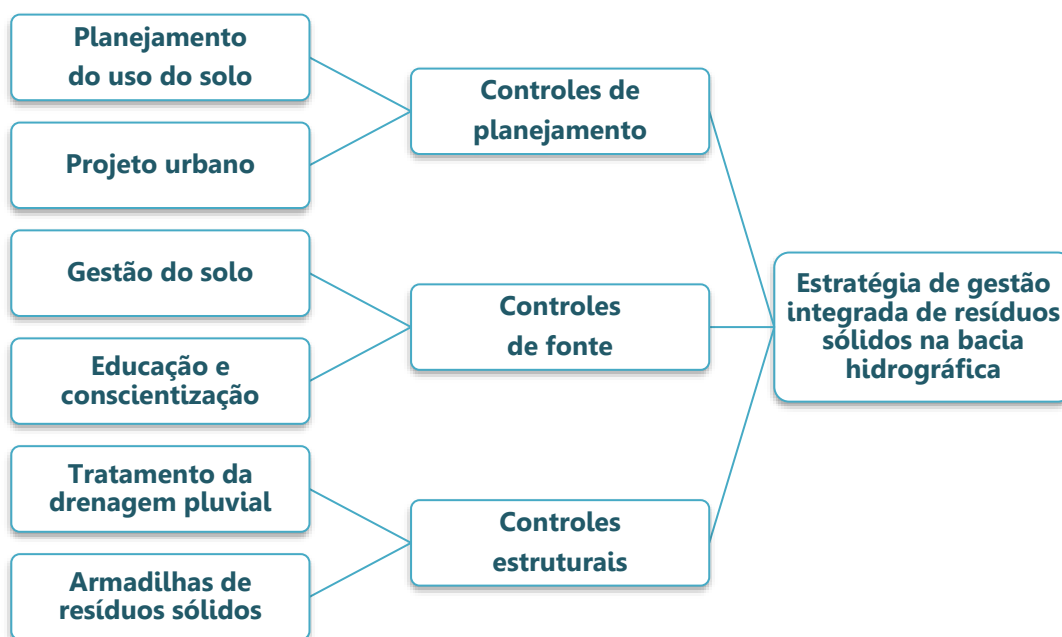 Planejamento
do uso do solo
Projeto urbano
Controles de
planejamento
Gestão do solo
Educação e
conscientização
Controles
de fonte
Tratamento da
drenagem pluvial
Armadilhas de
resíduos sólidos
Controles
estruturais
Estratégia de gestão
integrada de resíduos
sólidos na bacia
hidrográfica